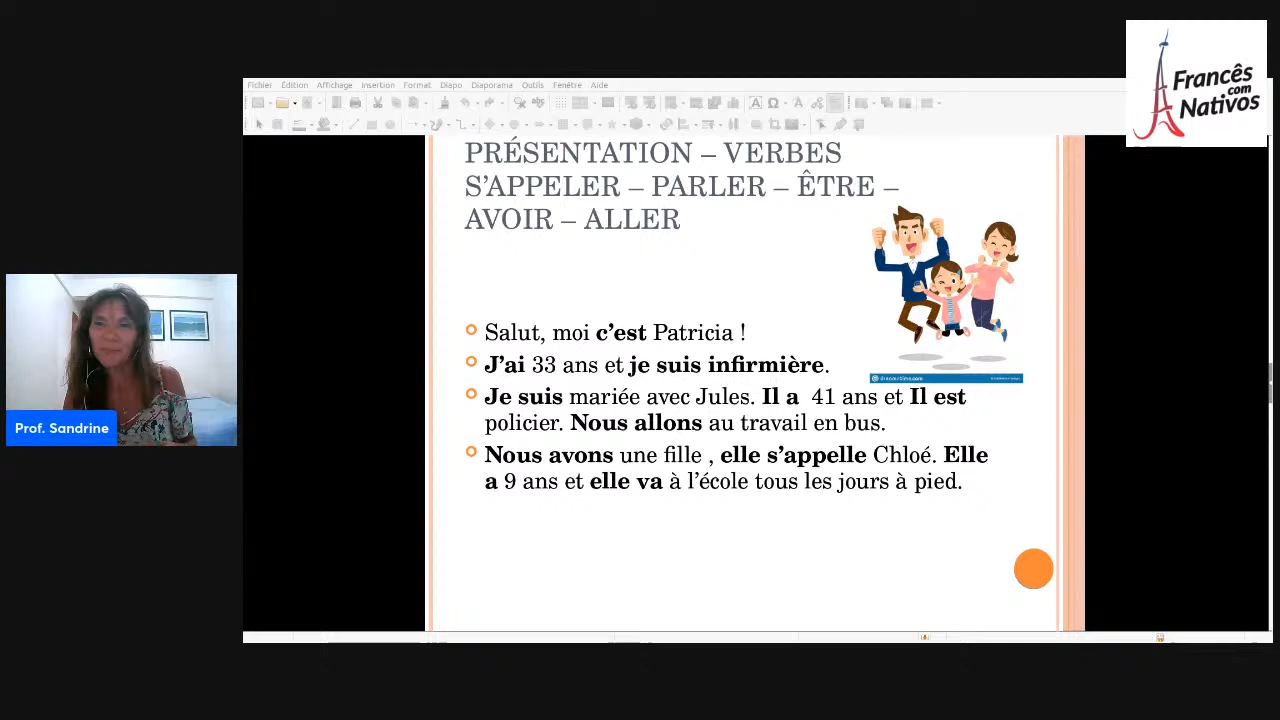 Francês
com
Nativos
Fichier Édition Affichage Insertion Format Diapo Diaporama Outils Fenêtre Aide
PRÉSENTATION – VERBES
S’APPELER – PARLER – ÊTRE –
AVOIR – ALLER
Salut, moi c’est Patricia !
J’ai 33 ans et je suis infirmière.
Je suis mariée avec Jules. Il a 41 ans et Il est
policier. Nous allons au travail en bus.
Nous avons une fille , elle s’appelle Chloé. Elle
a 9 ans et elle va à l’école tous les jours à pied.
Prof. Sandrine
dreamstime.com